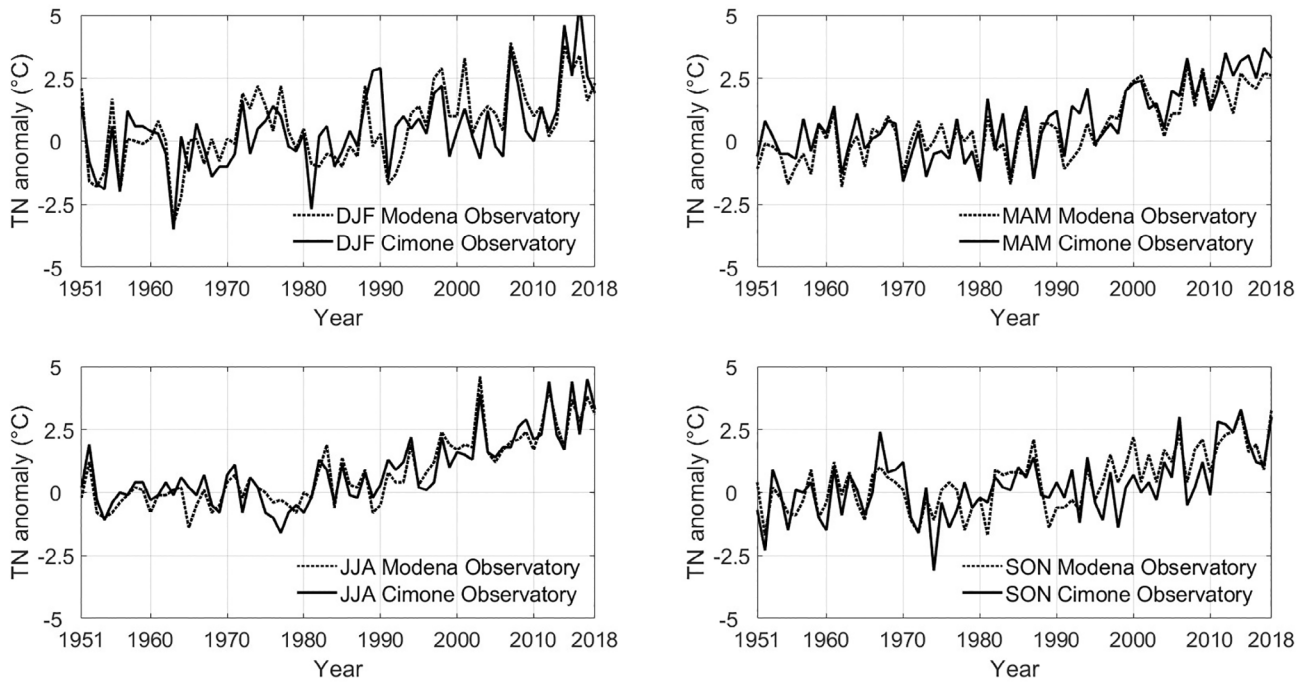 TN anomaly (°C)
5
2.5
0
-2.5
-5
DJF Modena Observatory
DJF Cimone Observatory
1951 1960 1970 1980 1990 2000 2010 2018
Year
TN anomaly (°C)
5
2.5
0
-2.5
-5
MAM Modena Observatory
MAM Cimone Observatory
1951 1960 1970 1980 1990 2000 2010 2018
Year
TN anomaly (°C)
5
2.5
0
-2.5
-5
JJA Modena Observatory
JJA Cimone Observatory
1951 1960 1970 1980 1990 2000 2010 2018
Year
TN anomaly (°C)
5
2.5
0
-2.5
-5
SON Modena Observatory
SON Cimone Observatory
1951 1960 1970 1980 1990 2000 2010 2018
Year